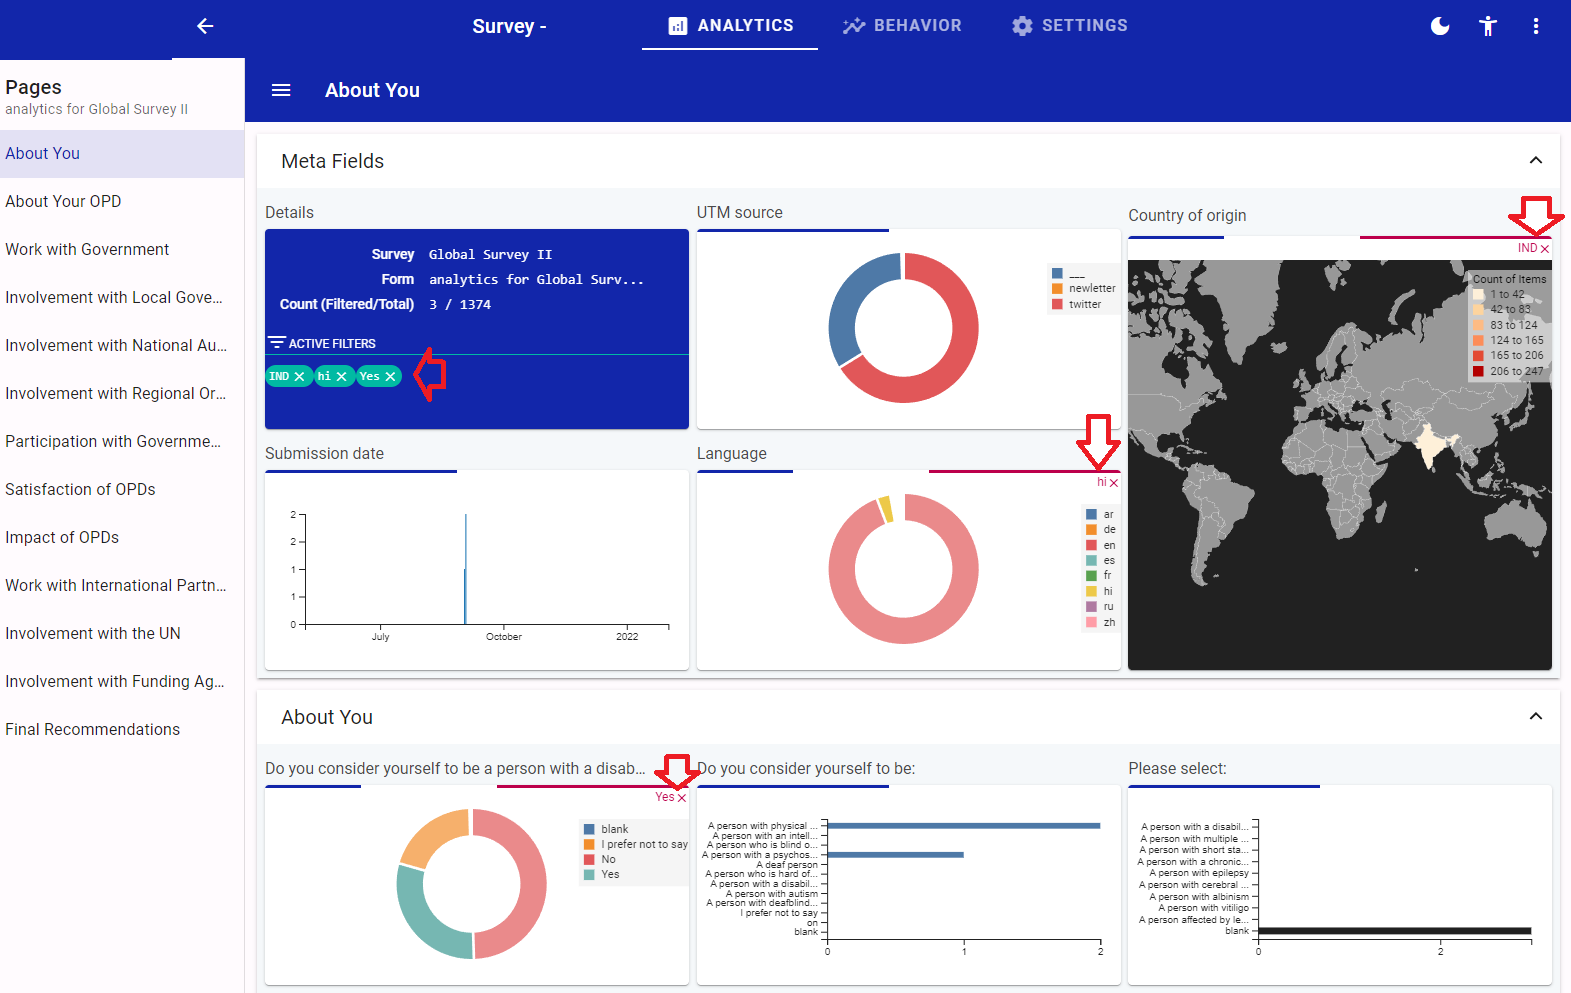 Survey -
ANALYTICS
BEHAVIOR
SETTINGS
Pages
analytics for Global Survey II
About You
About Your OPD
Work with Government
Involvement with Local Gove...
Involvement with National Au...
Involvement with Regional Or...
Participation with Governme...
Satisfaction of OPDs
Impact of OPDs
Work with International Partn...
Involvement with the UN
Involvement with Funding Ag...
Final Recommendations
About You
Meta Fields
Details
Survey Global Survey II
Form analytics for Global Surv...
Count (Filtered/Total) 3 / 1374
ACTIVE FILTERS
IND hi Yes
UTM source
___
newletter
twitter
Country of origin
IND
Count of Items
1 to 42
42 to 83
83 to 124
124 to 165
165 to 206
206 to 247
Submission date
2
2
1
1
0
July October 2022
Language
hi
ar
de
en
es
fr
hi
ru
zh
About You
Do you consider yourself to be a person with a disab...
Yes
blank
I prefer not to say
No
Yes
Do you consider yourself to be:
A person with physical ...
A person with an intell...
A person who is blind o...
A person with a psychos...
A deaf person
A person who is hard of...
A person with a disabil...
A person with autism
A person with deafblind...
I prefer not to say
on
blank
0 1 2
Please select:
A person with a disabil...
A person with multiple ...
A person with short sta...
A person with a chronic...
A person with epilepsy
A person with cerebral ...
A person with albinism
A person with vitiligo
A person affected by le...
blank
0 2